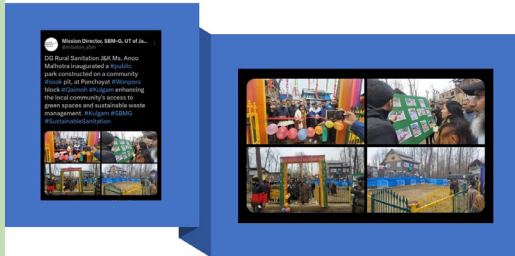 Mission Director, SBM-G, UT of Ja...
@mission_sbm
DG Rural Sanitation J&K Ms. Anoo
Malhotra inaugurated a #public
park constructed on a community
#soak pit, at Panchayat #Wanpora
block #Qaimoh #Kulgam enhancing
the local community's access to
green spaces and sustainable waste
management. #Kulgam #SBMG
#SustainableSanitation